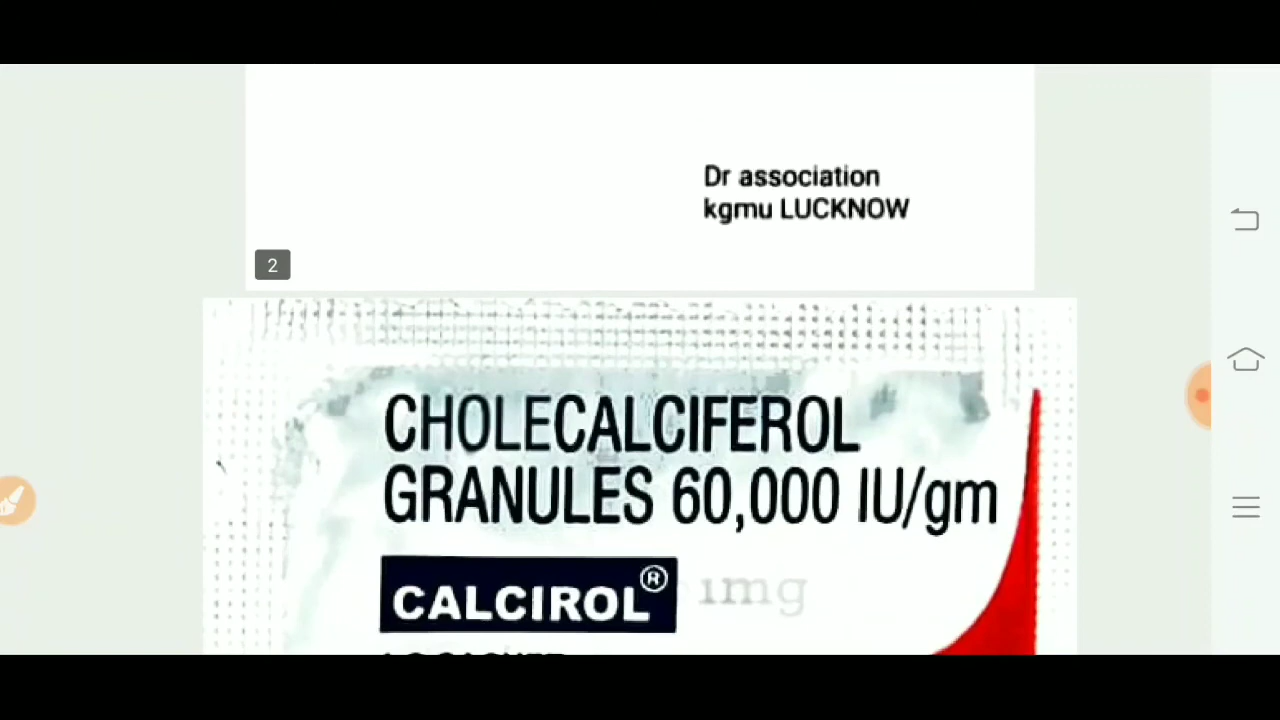 Dr association
kgmu LUCKNOW
2
CHOLECALCIFEROL
GRANULES 60,000 IU/gm
CALCIROL®
1mg